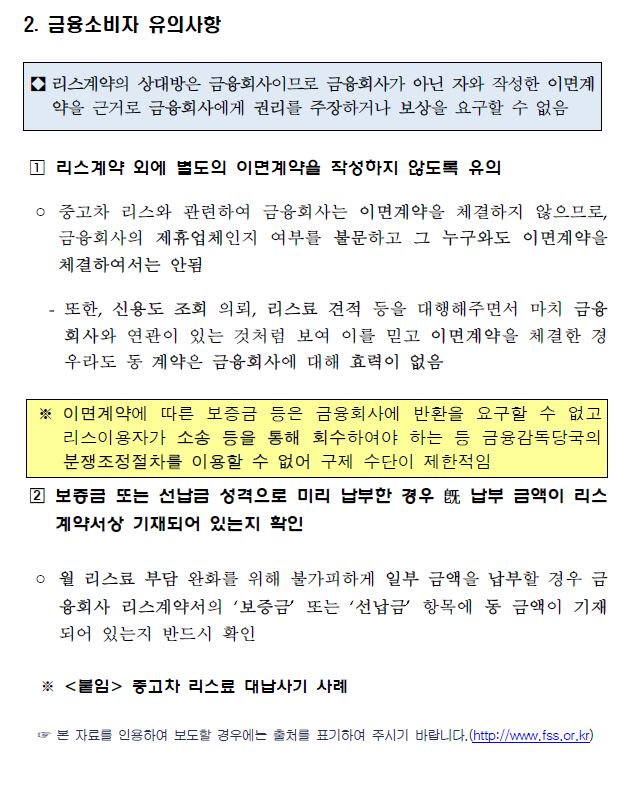 2. 금융소비자 유의사항
◆ 리스계약의 상대방은 금융회사이므로 금융회사가 아닌 자와 작성한 이면계
약을 근거로 금융회사에게 권리를 주장하거나 보상을 요구할 수 없음
1 리스계약 외에 별도의 이면계약을 작성하지 않도록 유의
○ 중고차 리스와 관련하여 금융회사는 이면계약을 체결하지 않으므로,
금융회사의 제휴업체인지 여부를 불문하고 그 누구와도 이면계약을
체결하여서는 안됨
- 또한, 신용도 조회 의뢰, 리스료 견적 등을 대행해주면서 마치 금융
회사와 연관이 있는 것처럼 보여 이를 믿고 이면계약을 체결한 경
우라도 동 계약은 금융회사에 대해 효력이 없음
※ 이면계약에 따른 보증금 등은 금융회사에 반환을 요구할 수 없고
리스이용자가 소송 등을 통해 회수하여야 하는 등 금융감독당국의
분쟁조정절차를 이용할 수 없어 구제 수단이 제한적임
2 보증금 또는 선납금 성격으로 미리 납부한 경우 旣 납부 금액이 리스
계약서상 기재되어 있는지 확인
○ 월 리스료 부담 완화를 위해 불가피하게 일부 금액을 납부할 경우 금
융회사 리스계약서의 ‘보증금’ 또는 ‘선납금’ 항목에 동 금액이 기재
되어 있는지 반드시 확인
※ <붙임> 중고차 리스료 대납사기 사례
☞ 본 자료를 인용하여 보도할 경우에는 출처를 표기하여 주시기 바랍니다.(http://www.fss.or.kr)